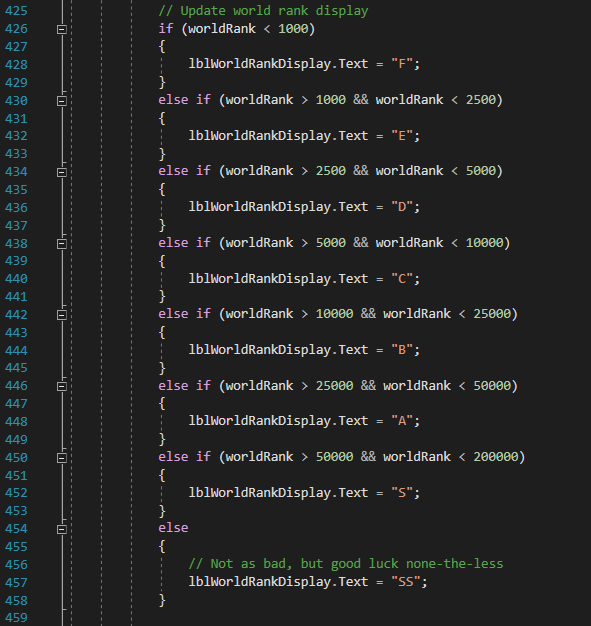 425 // Update world rank display
426 if (worldRank < 1000)
427 {
428 lblWorldRankDisplay.Text = "F";
429 }
430 else if (worldRank > 1000 && worldRank < 2500)
431 {
432 lblWorldRankDisplay.Text = "E";
433 }
434 else if (worldRank > 2500 && worldRank < 5000)
435 {
436 lblWorldRankDisplay.Text = "D";
437 }
438 else if (worldRank > 5000 && worldRank < 10000)
439 {
440 lblWorldRankDisplay.Text = "C";
441 }
442 else if (worldRank > 10000 && worldRank < 25000)
443 {
444 lblWorldRankDisplay.Text = "B";
445 }
446 else if (worldRank > 25000 && worldRank < 50000)
447 {
448 lblWorldRankDisplay.Text = "A";
449 }
450 else if (worldRank > 50000 && worldRank < 200000)
451 {
452 lblWorldRankDisplay.Text = "S";
453 }
454 else
455 {
456 // Not as bad, but good luck none-the-less
457 lblWorldRankDisplay.Text = "SS";
458 }
459